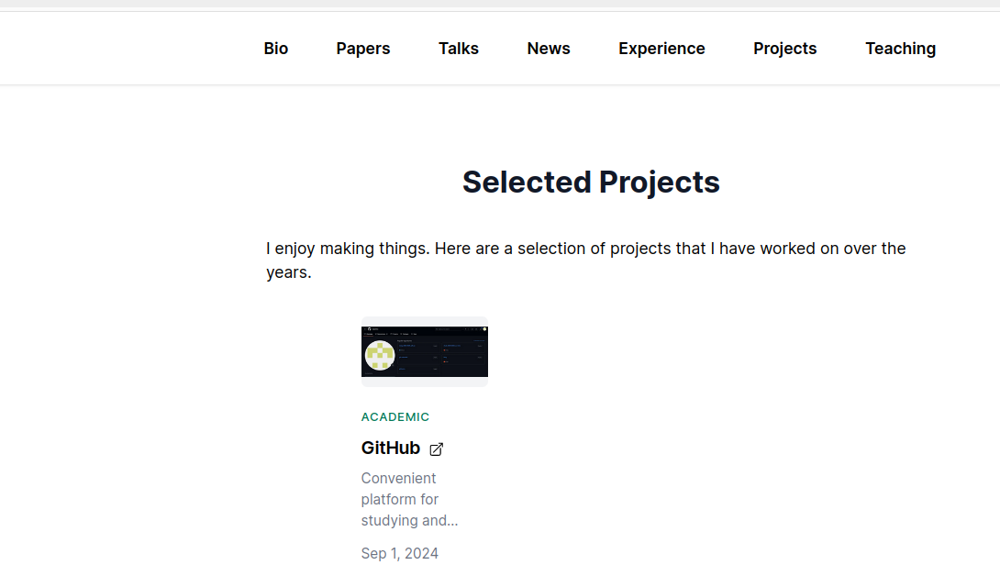 Bio Papers Talks News Experience Projects Teaching
Selected Projects
I enjoy making things. Here are a selection of projects that I have worked on over the
years.
ACADEMIC
GitHub
Convenient
platform for
studying and...
Sep 1, 2024